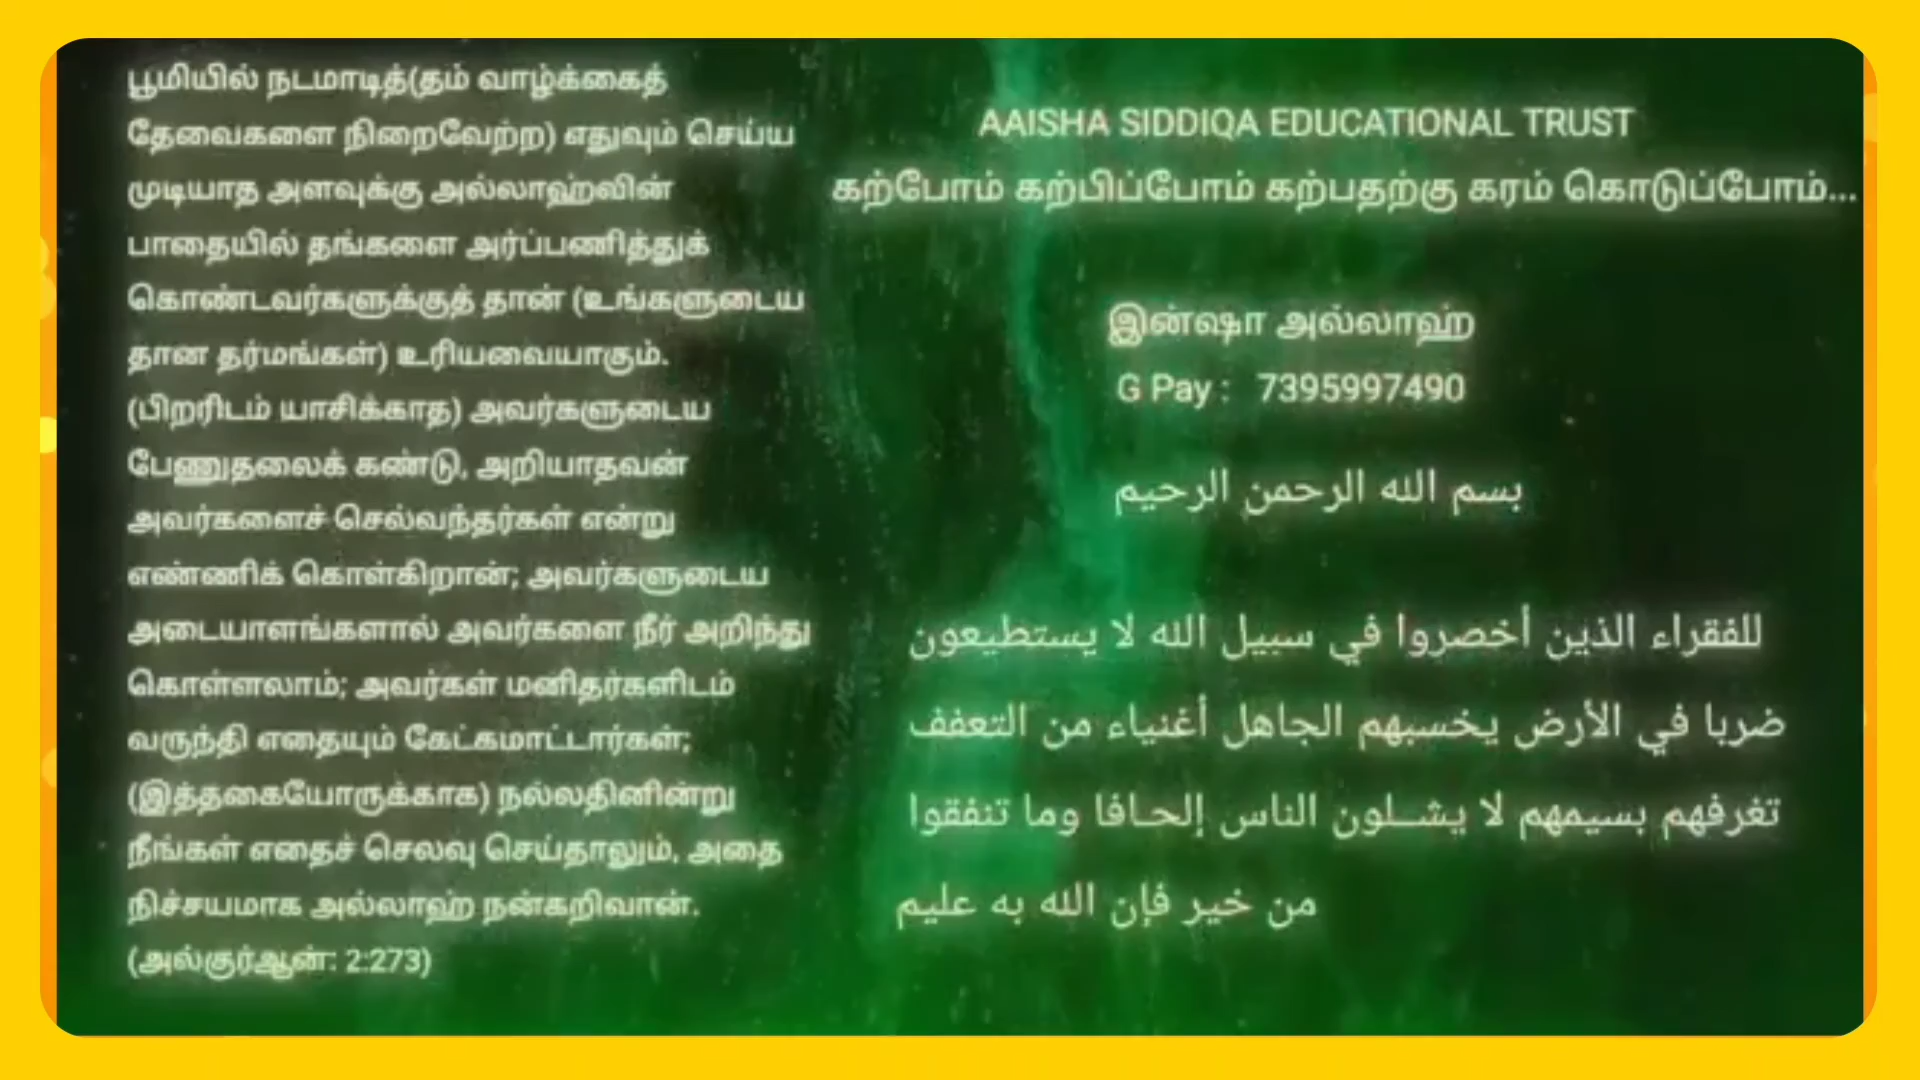 பூமியில் நடமாடித்(தம் வாழ்க்கைத்
தேவைகளை நிறைவேற்ற) எதுவும் செய்ய
முடியாத அளவுக்கு அல்லாஹ்வின்
பாதையில் தங்களை அர்ப்பணித்துக்
கொண்டவர்களுக்குத் தான் (உங்களுடைய
தான தர்மங்கள்) உரியவையாகும்.
(பிறரிடம் யாசிக்காத) அவர்களுடைய
பேணுதலைக் கண்டு, அறியாதவன்
அவர்களைச் செல்வந்தர்கள் என்று
எண்ணிக் கொள்கிறான்; அவர்களுடைய
அடையாளங்களால் அவர்களை நீர் அறிந்து
கொள்ளலாம்; அவர்கள் மனிதர்களிடம்
வருந்தி எதையும் கேட்கமாட்டார்கள்;
(இத்தகையோருக்காக) நல்லதினின்று
நீங்கள் எதைச் செலவு செய்தாலும், அதை
நிச்சயமாக அல்லாஹ் நன்கறிவான்.
(அல்குர்ஆன்: 2:273)
AAISHA SIDDIQA EDUCATIONAL TRUST
கற்போம் கற்பிப்போம் கற்பதற்கு கரம் கொடுப்போம்...
இன்ஷா அல்லாஹ்
G Pay : 7395997490
بسم الله الرحمن الرحيم
للفقراء الذين أخصروا في سبيل الله لا يستطيعون
ضربا في الأرض يخسبهم الجاهل أغنياء من التعفف
تغرفهم بسيمهم لا يشــلون الناس إلحـافا وما تنفقوا
من خير فإن الله به عليم